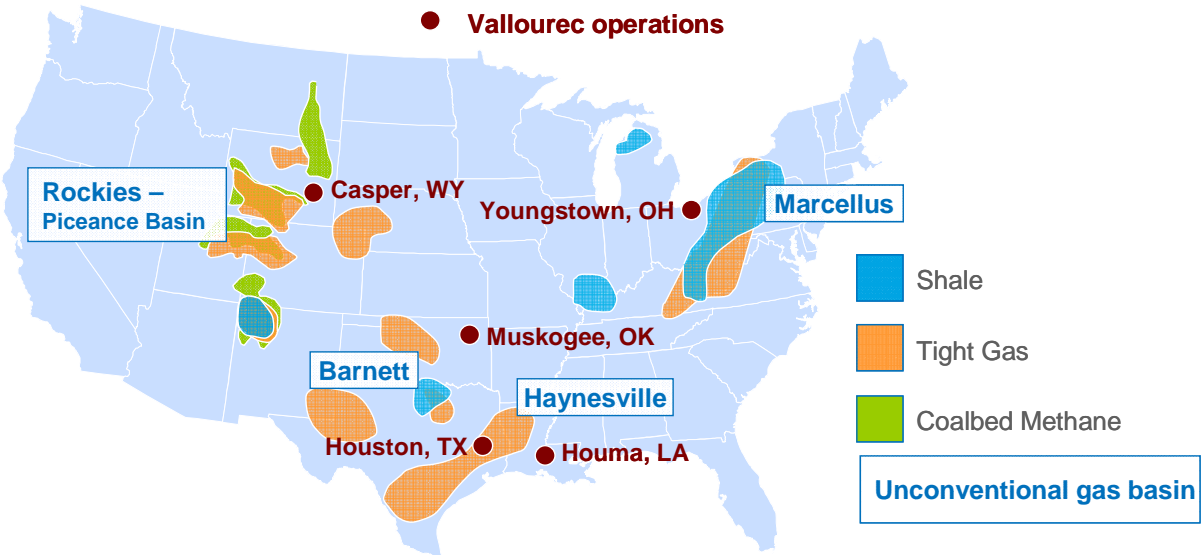 Vallourec operations
Rockies –
Piceance Basin
Casper, WY
Youngstown, OH
Marcellus
Shale
Muskogee, OK
Tight Gas
Barnett
Haynesville
Coalbed Methane
Houston, TX
Houma, LA
Unconventional gas basin